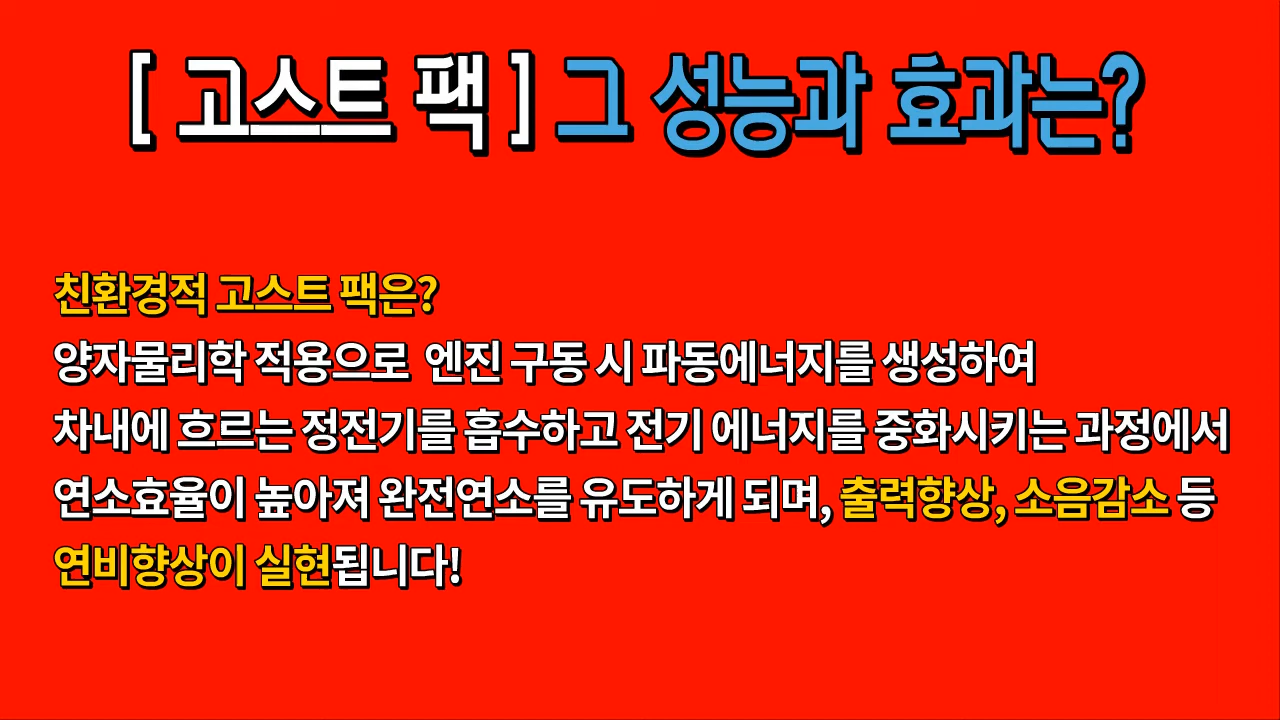 [ 고스트 팩 ] 그 성능과 효과는?
친환경적 고스트 팩은?
양자물리학 적용으로 엔진 구동 시 파동에너지를 생성하여
차내에 흐르는 정전기를 흡수하고 전기 에너지를 중화시키는 과정에서
연소효율이 높아져 완전연소를 유도하게 되며, 출력향상, 소음감소 등
연비향상이 실현됩니다!